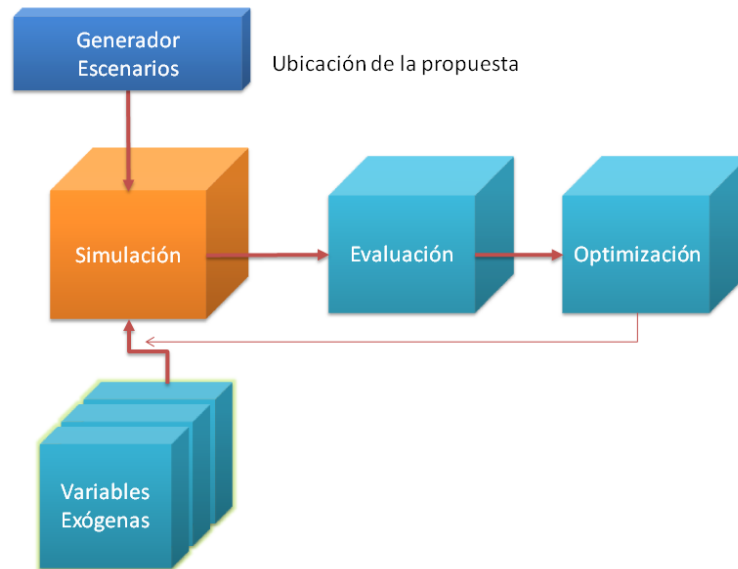 Generador
Escenarios
Ubicación de la propuesta
Simulación
Evaluación
Optimización
Variables
Exógenas